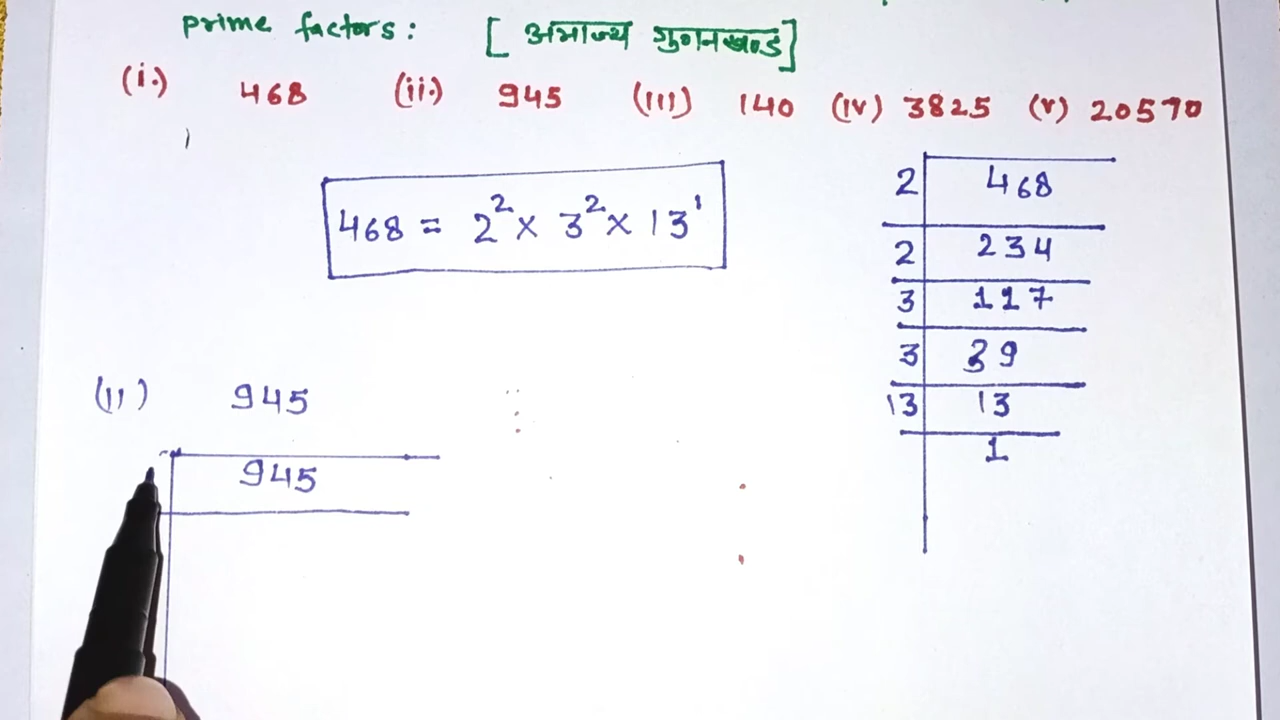 prime factors: [ अभाज्य गुणनखण्ड ]
(i.) 468 (ii.) 945 (III) 140 (IV) 3825 (V) 20570
468 = 2² × 3² × 13¹
2 468
2 234
3 117
3 39
13 13
1
(II) 945
945